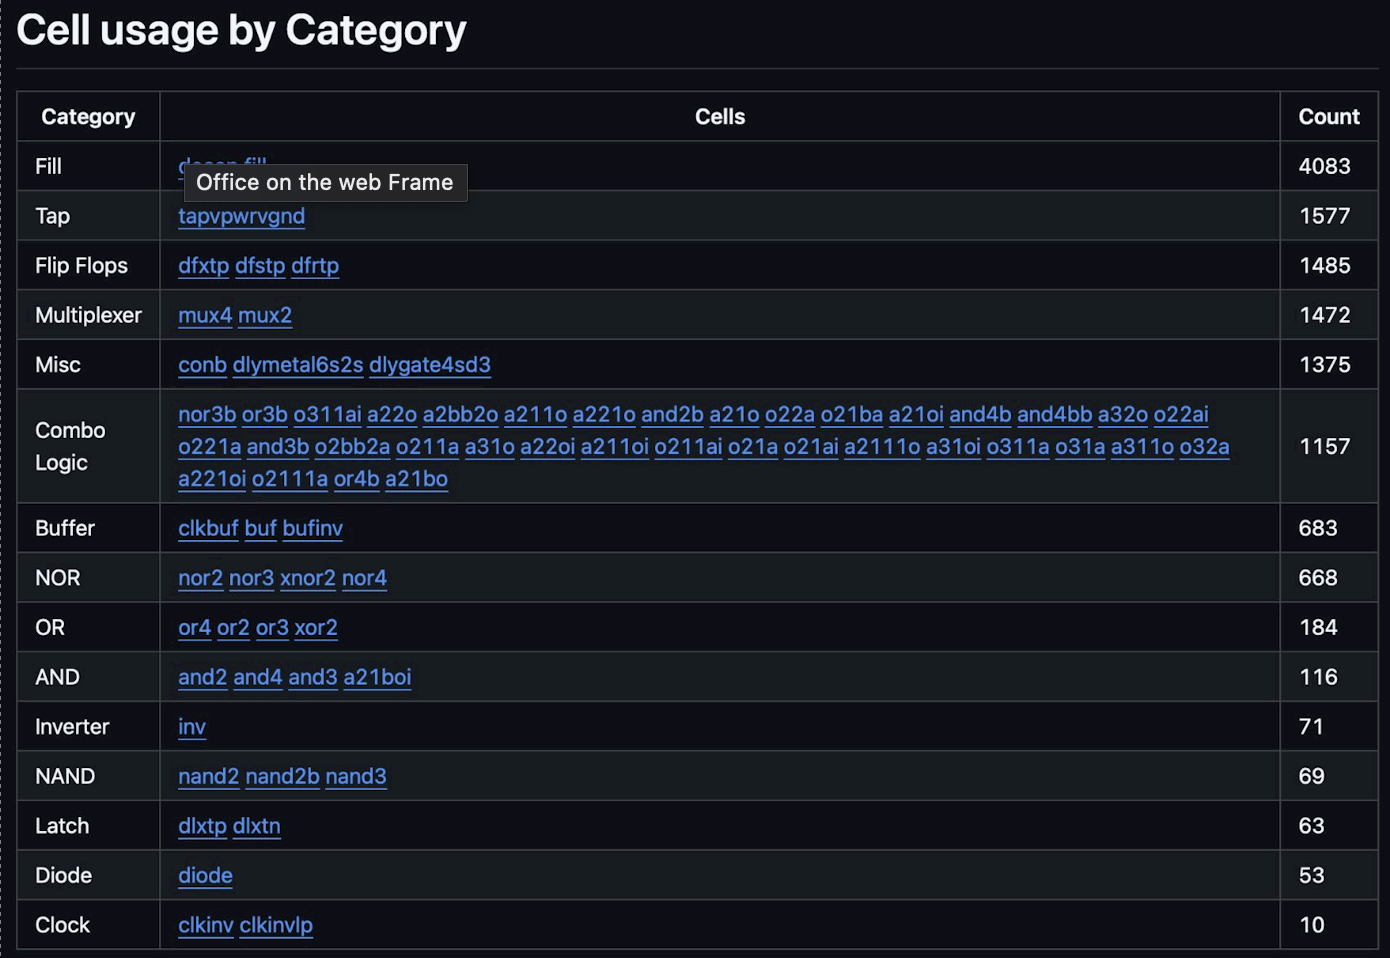 Cell usage by Category
Category Cells Count
Fill fill 4083
Office on the web Frame
Tap tapvpwrvgnd 1577
Flip Flops dfxtp dfstp dfrtp 1485
Multiplexer mux4 mux2 1472
Misc conb dlymetal6s2s dlygate4sd3 1375
Combo Logic
nor3b or3b o311ai a22o a2bb2o a211o a221o and2b a21o o22a o21ba a21oi and4b and4bb a32o o22ai
o221a and3b o2bb2a o211a a31o a22oi a211oi o211ai o21a o21ai a2111o a31oi o311a o31a a311o o32a
a221oi o2111a or4b a21bo
1157
Buffer clkbuf buf bufinv 683
NOR nor2 nor3 xnor2 nor4 668
OR or4 or2 or3 xor2 184
AND and2 and4 and3 a21boi 116
Inverter inv 71
NAND nand2 nand2b nand3 69
Latch dlxtp dlxtn 63
Diode diode 53
Clock clkinv clkinvlp 10